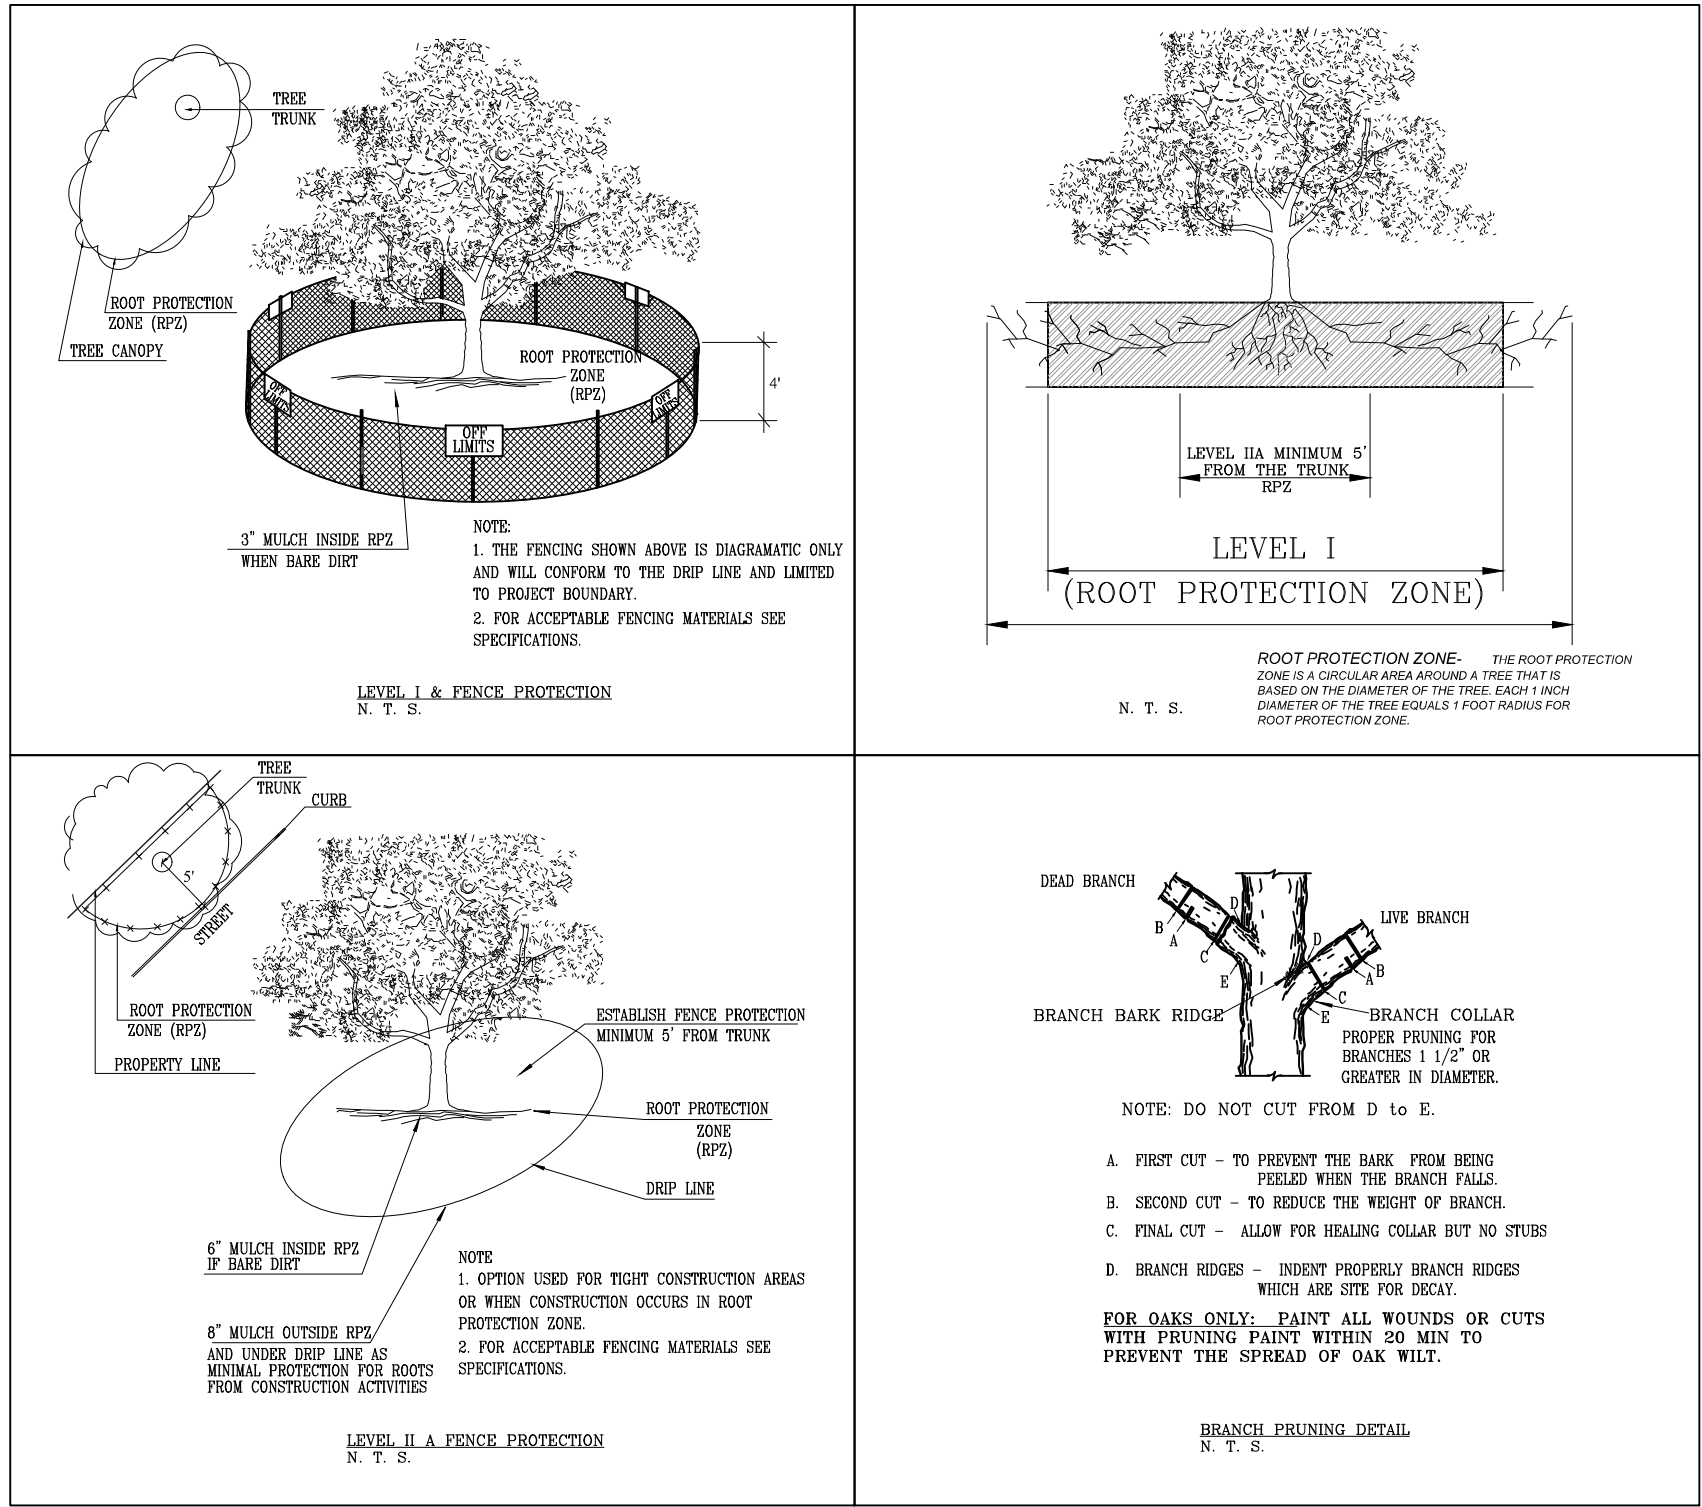 TREE
TRUNK
ROOT PROTECTION
ZONE (RPZ)
TREE CANOPY
ROOT PROTECTION
ZONE
(RPZ)
4'
OFF
LIMITS
OFF
LIMITS
OFF
LIMITS
3" MULCH INSIDE RPZ
WHEN BARE DIRT
NOTE:
1. THE FENCING SHOWN ABOVE IS DIAGRAMATIC ONLY
AND WILL CONFORM TO THE DRIP LINE AND LIMITED
TO PROJECT BOUNDARY.
2. FOR ACCEPTABLE FENCING MATERIALS SEE
SPECIFICATIONS.
LEVEL I & FENCE PROTECTION
N. T. S.
LEVEL IIA MINIMUM 5'
FROM THE TRUNK
RPZ
LEVEL I
(ROOT PROTECTION ZONE)
ROOT PROTECTION ZONE- THE ROOT PROTECTION
ZONE IS A CIRCULAR AREA AROUND A TREE THAT IS
BASED ON THE DIAMETER OF THE TREE. EACH 1 INCH
DIAMETER OF THE TREE EQUALS 1 FOOT RADIUS FOR
ROOT PROTECTION ZONE.
N. T. S.
TREE
TRUNK
CURB
5'
STREET
ROOT PROTECTION
ZONE (RPZ)
PROPERTY LINE
ESTABLISH FENCE PROTECTION
MINIMUM 5' FROM TRUNK
ROOT PROTECTION
ZONE
(RPZ)
DRIP LINE
6" MULCH INSIDE RPZ
IF BARE DIRT
8" MULCH OUTSIDE RPZ
AND UNDER DRIP LINE AS
MINIMAL PROTECTION FOR ROOTS
FROM CONSTRUCTION ACTIVITIES
NOTE
1. OPTION USED FOR TIGHT CONSTRUCTION AREAS
OR WHEN CONSTRUCTION OCCURS IN ROOT
PROTECTION ZONE.
2. FOR ACCEPTABLE FENCING MATERIALS SEE
SPECIFICATIONS.
LEVEL II A FENCE PROTECTION
N. T. S.
DEAD BRANCH
LIVE BRANCH
B
A
D
C
E
D
B
A
C
E
BRANCH BARK RIDGE
BRANCH COLLAR
PROPER PRUNING FOR
BRANCHES 1 1/2" OR
GREATER IN DIAMETER.
NOTE: DO NOT CUT FROM D to E.
A. FIRST CUT – TO PREVENT THE BARK FROM BEING
PEELED WHEN THE BRANCH FALLS.
B. SECOND CUT – TO REDUCE THE WEIGHT OF BRANCH.
C. FINAL CUT – ALLOW FOR HEALING COLLAR BUT NO STUBS
D. BRANCH RIDGES – INDENT PROPERLY BRANCH RIDGES
WHICH ARE SITE FOR DECAY.
FOR OAKS ONLY: PAINT ALL WOUNDS OR CUTS
WITH PRUNING PAINT WITHIN 20 MIN TO
PREVENT THE SPREAD OF OAK WILT.
BRANCH PRUNING DETAIL
N. T. S.